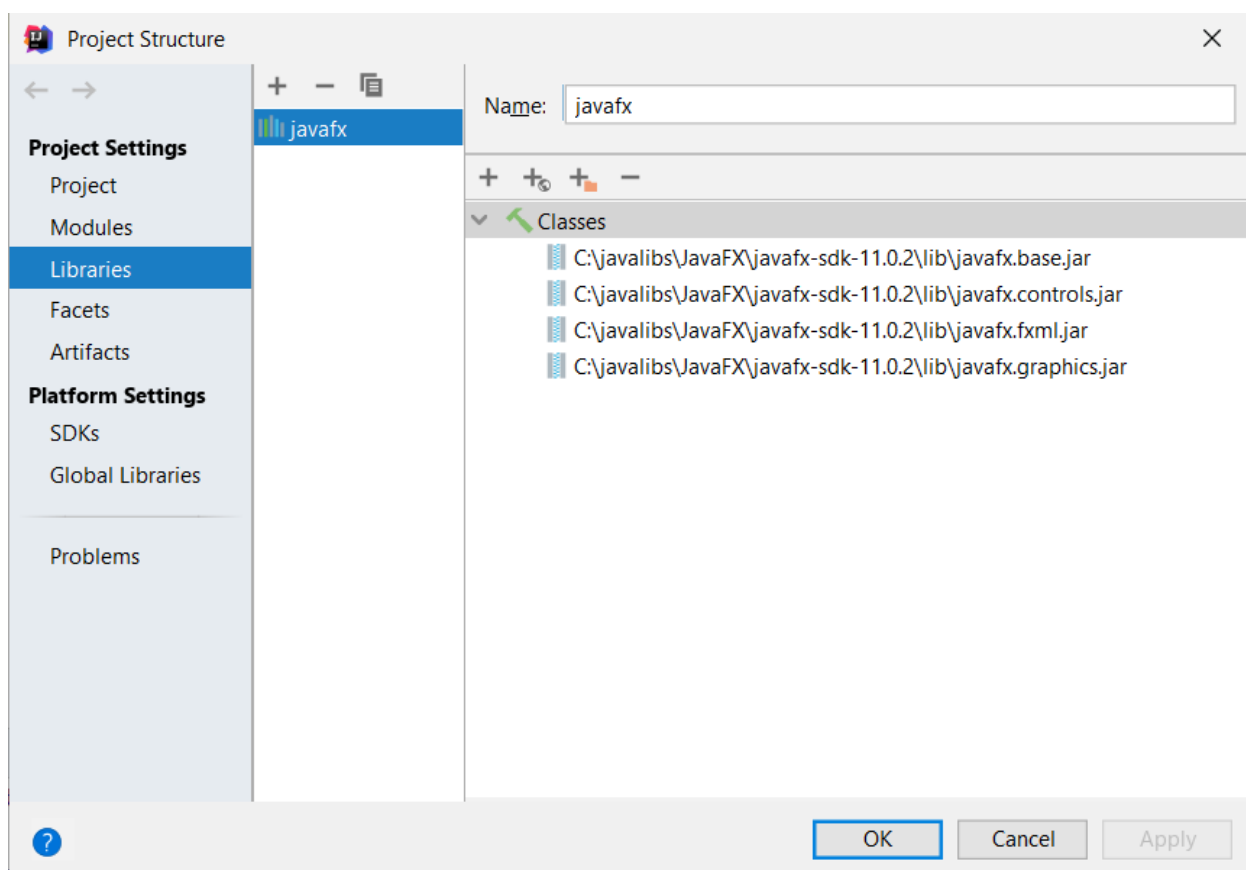 Project Structure
Project Settings
Project
Modules
Libraries
Facets
Artifacts
Platform Settings
SDKs
Global Libraries
Problems
javafx
Name: javafx
Classes
C:\javalibs\JavaFX\javafx-sdk-11.0.2\lib\javafx.base.jar
C:\javalibs\JavaFX\javafx-sdk-11.0.2\lib\javafx.controls.jar
C:\javalibs\JavaFX\javafx-sdk-11.0.2\lib\javafx.fxml.jar
C:\javalibs\JavaFX\javafx-sdk-11.0.2\lib\javafx.graphics.jar
? OK Cancel Apply